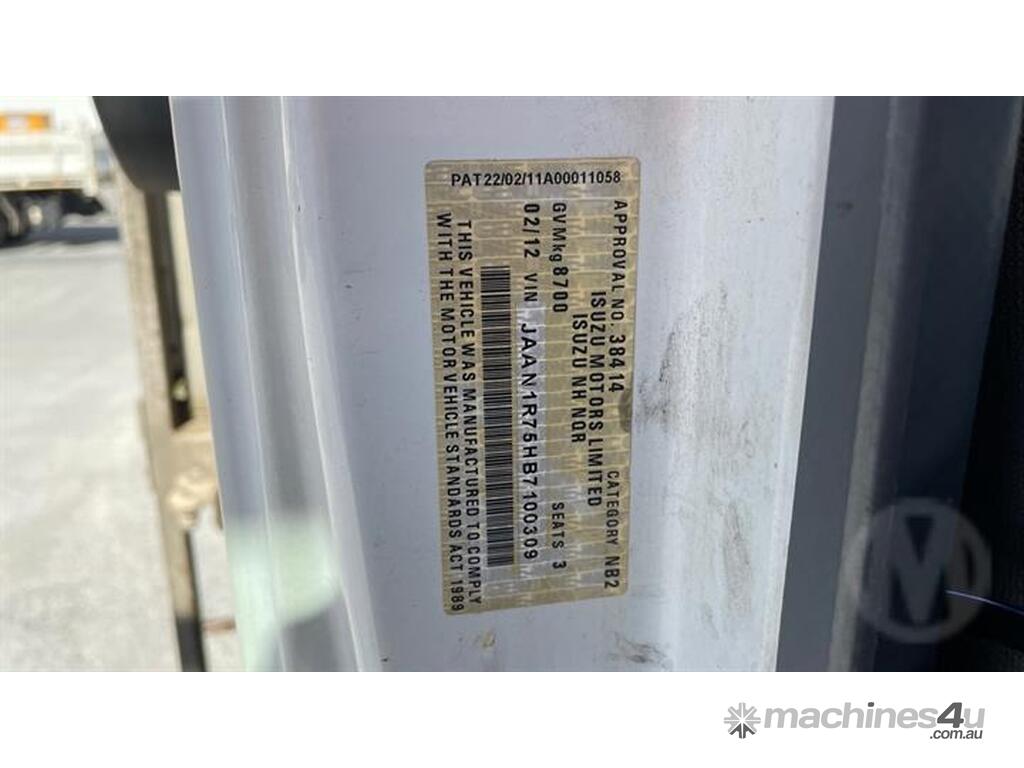 PAT22/02/11A00011058
APPROVAL NO. 38414 CATEGORY NB2
ISUZU MOTORS LIMITED
ISUZU NH NQR
GVMkg 8700 SEATS 3
02/12 VIN JAAN1R75HB7100309
THIS VEHICLE WAS MANUFACTURED TO COMPLY
WITH THE MOTOR VEHICLE STANDARDS ACT 1989
M
machines4u
.com.au